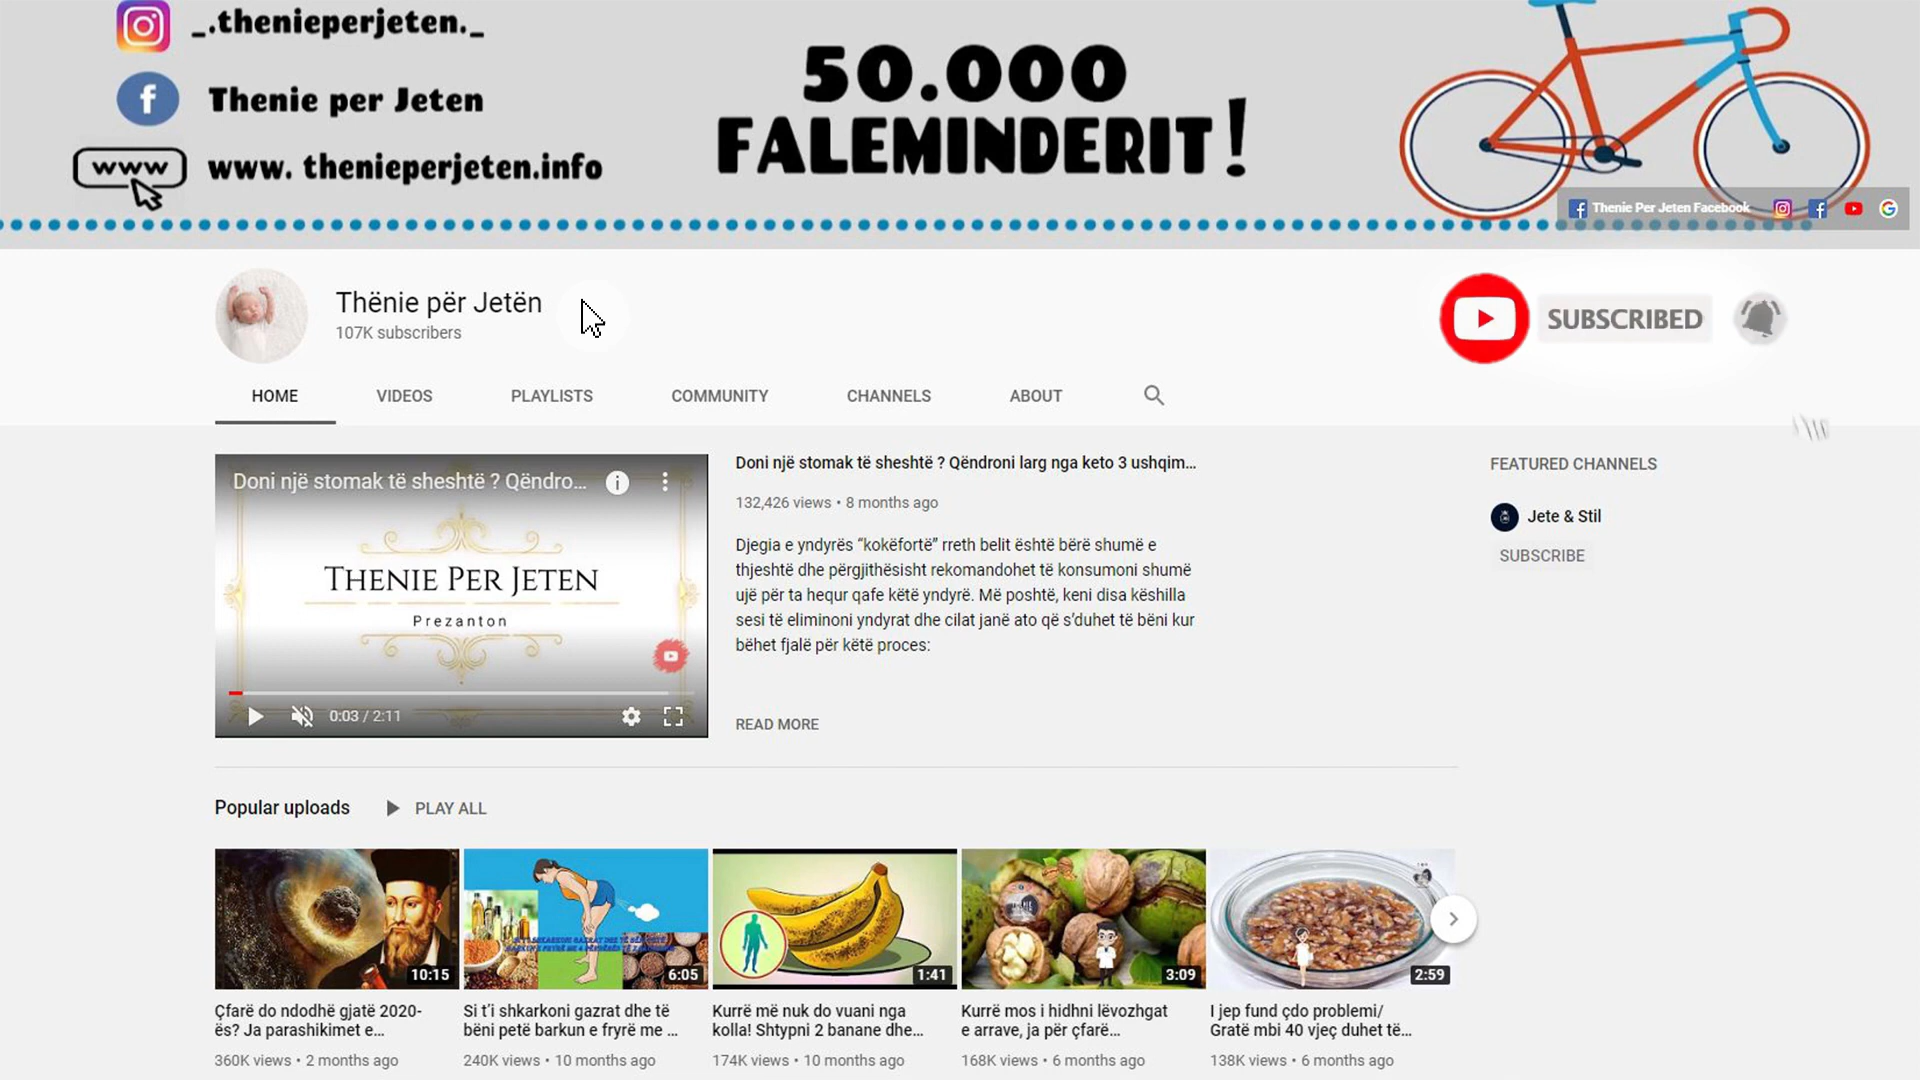 _.thenieperjeten._
Thenie per Jeten
www
www. thenieperjeten.info
50.000
FALEMINDERIT!
Thenie Per Jeten Facebook
Thënie për Jetën
107K subscribers
SUBSCRIBED
HOME
VIDEOS
PLAYLISTS
COMMUNITY
CHANNELS
ABOUT
Doni një stomak të sheshtë ? Qëndro...
THENIE PER JETEN
Prezanton
0:03 / 2:11
Doni një stomak të sheshtë ? Qëndroni larg nga keto 3 ushqim...
132,426 views • 8 months ago
Djegia e yndyrës “kokëfortë” rreth belit është bërë shumë e
thjeshtë dhe përgjithësisht rekomandohet të konsumoni shumë
ujë për ta hequr qafe këtë yndyrë. Më poshtë, keni disa këshilla
sesi të eliminoni yndyrat dhe cilat janë ato që s’duhet të bëni kur
bëhet fjalë për këtë proces:
READ MORE
FEATURED CHANNELS
Jete & Stil
SUBSCRIBE
Popular uploads
PLAY ALL
10:15
Çfarë do ndodhë gjatë 2020-
ës? Ja parashikimet e...
360K views • 2 months ago
6:05
Si t’i shkarkoni gazrat dhe të
bëni petë barkun e fryrë me ...
240K views • 10 months ago
1:41
Kurrë më nuk do vuani nga
kolla! Shtypni 2 banane dhe...
174K views • 10 months ago
3:09
Kurrë mos i hidhni lëvozhgat
e arrave, ja për çfarë...
168K views • 6 months ago
2:59
I jep fund çdo problemi/
Gratë mbi 40 vjeç duhet të...
138K views • 6 months ago